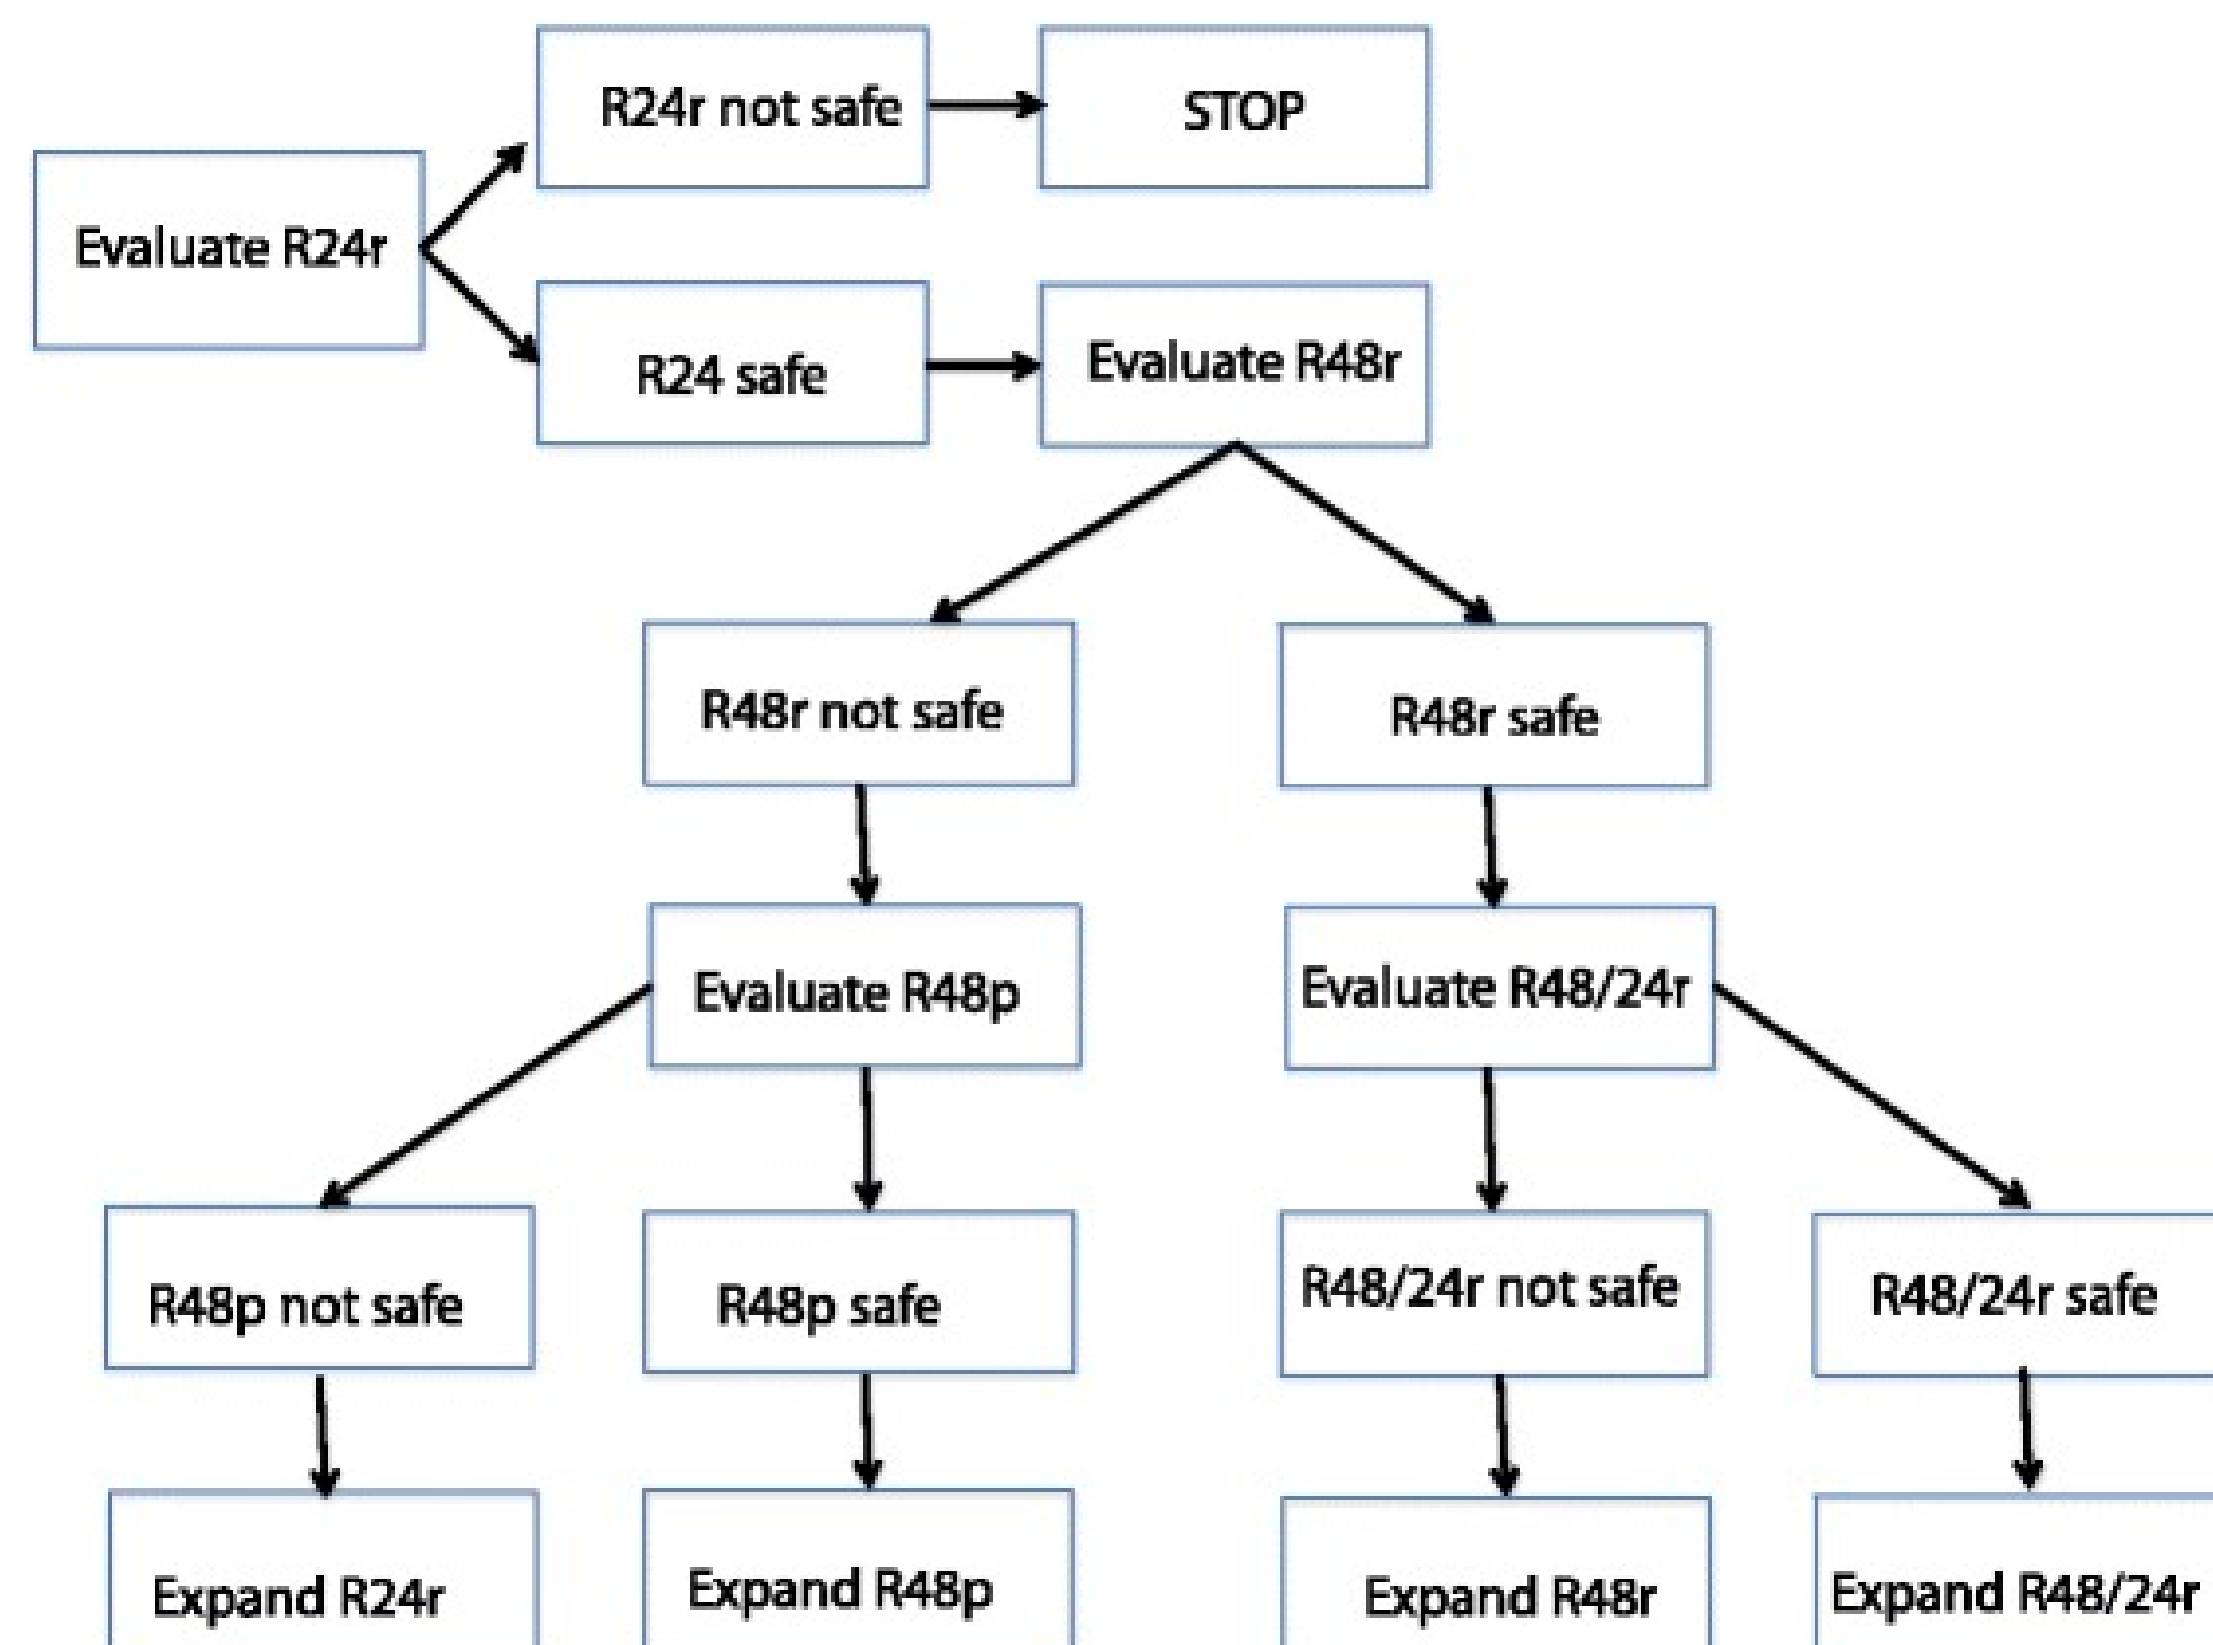 R24r not safe
STOP
Evaluate R24r
R24 safe
Evaluate R48r
R48r not safe
R48r safe
Evaluate R48p
Evaluate R48/24r
R48p not safe
R48p safe
R48/24r not safe
R48/24r safe
Expand R24r
Expand R48p
Expand R48r
Expand R48/24r